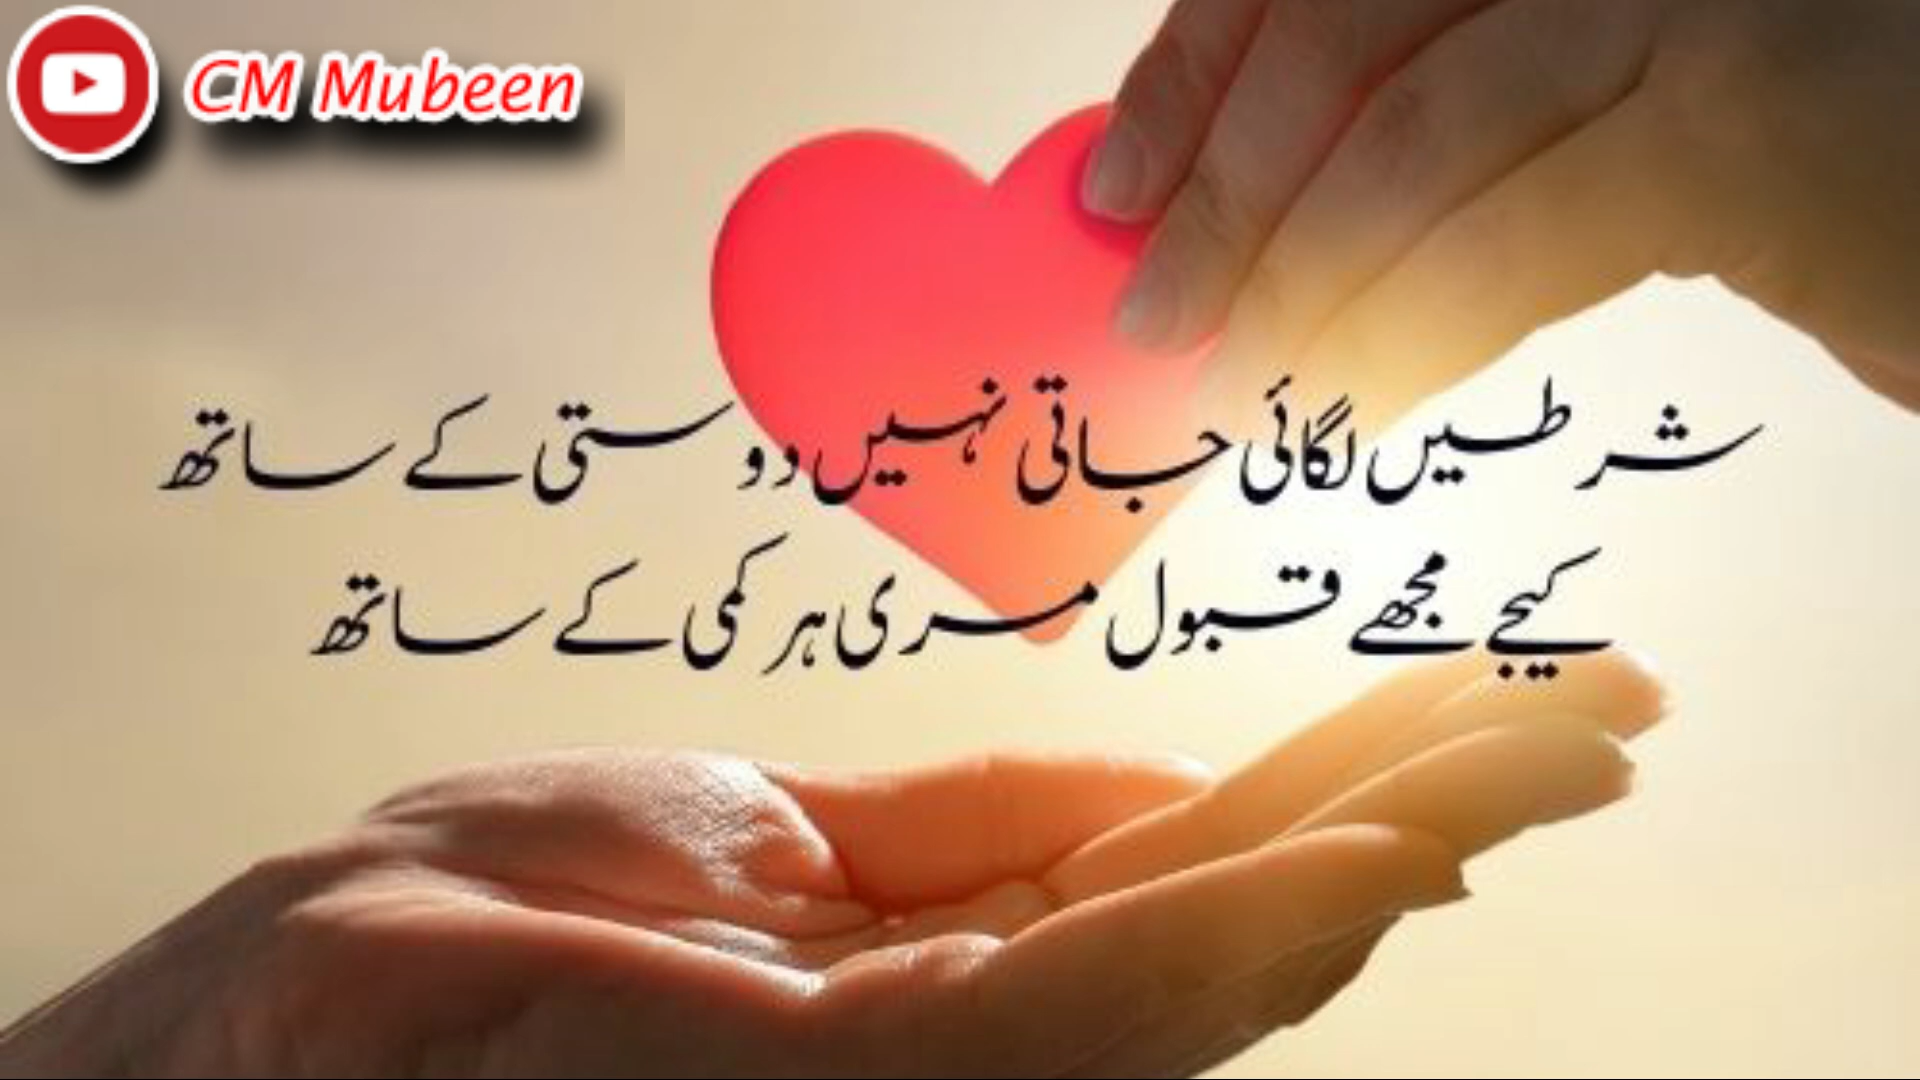 CM Mubeen
شرطیں لگائی جاتی نہیں دوستی کے ساتھ
کیجے مجھے قبول مری ہر کمی کے ساتھ